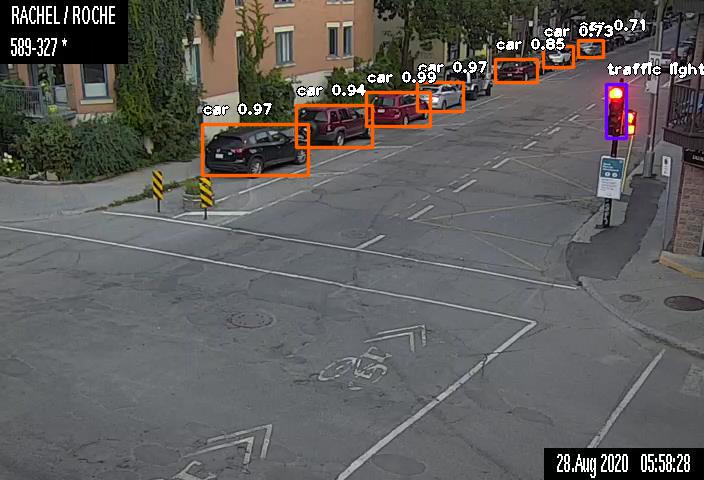 RACHEL / ROCHE
589-327 *
car 0.71
car 0.73
car 0.85
car 0.97
car 0.99
traffic light
car 0.94
car 0.97
28.Aug 2020 05:58:28